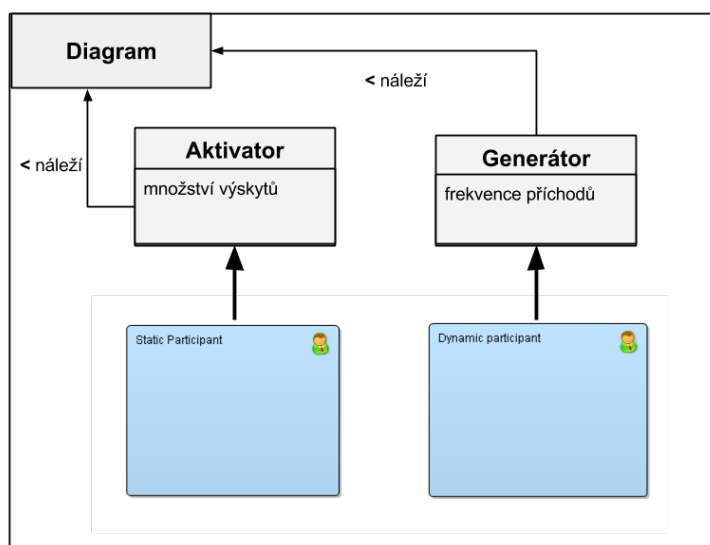 Diagram
< náleží
< náleží
Aktivator
množství výskytů
Generátor
frekvence příchodů
Static Participant
Dynamic participant